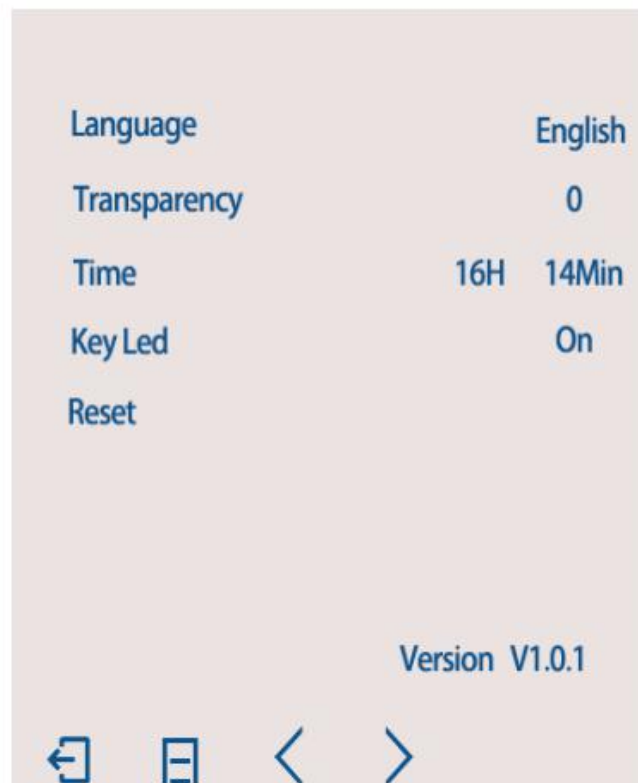 Language English
Transparency 0
Time 16H 14Min
Key Led On
Reset
Version V1.0.1